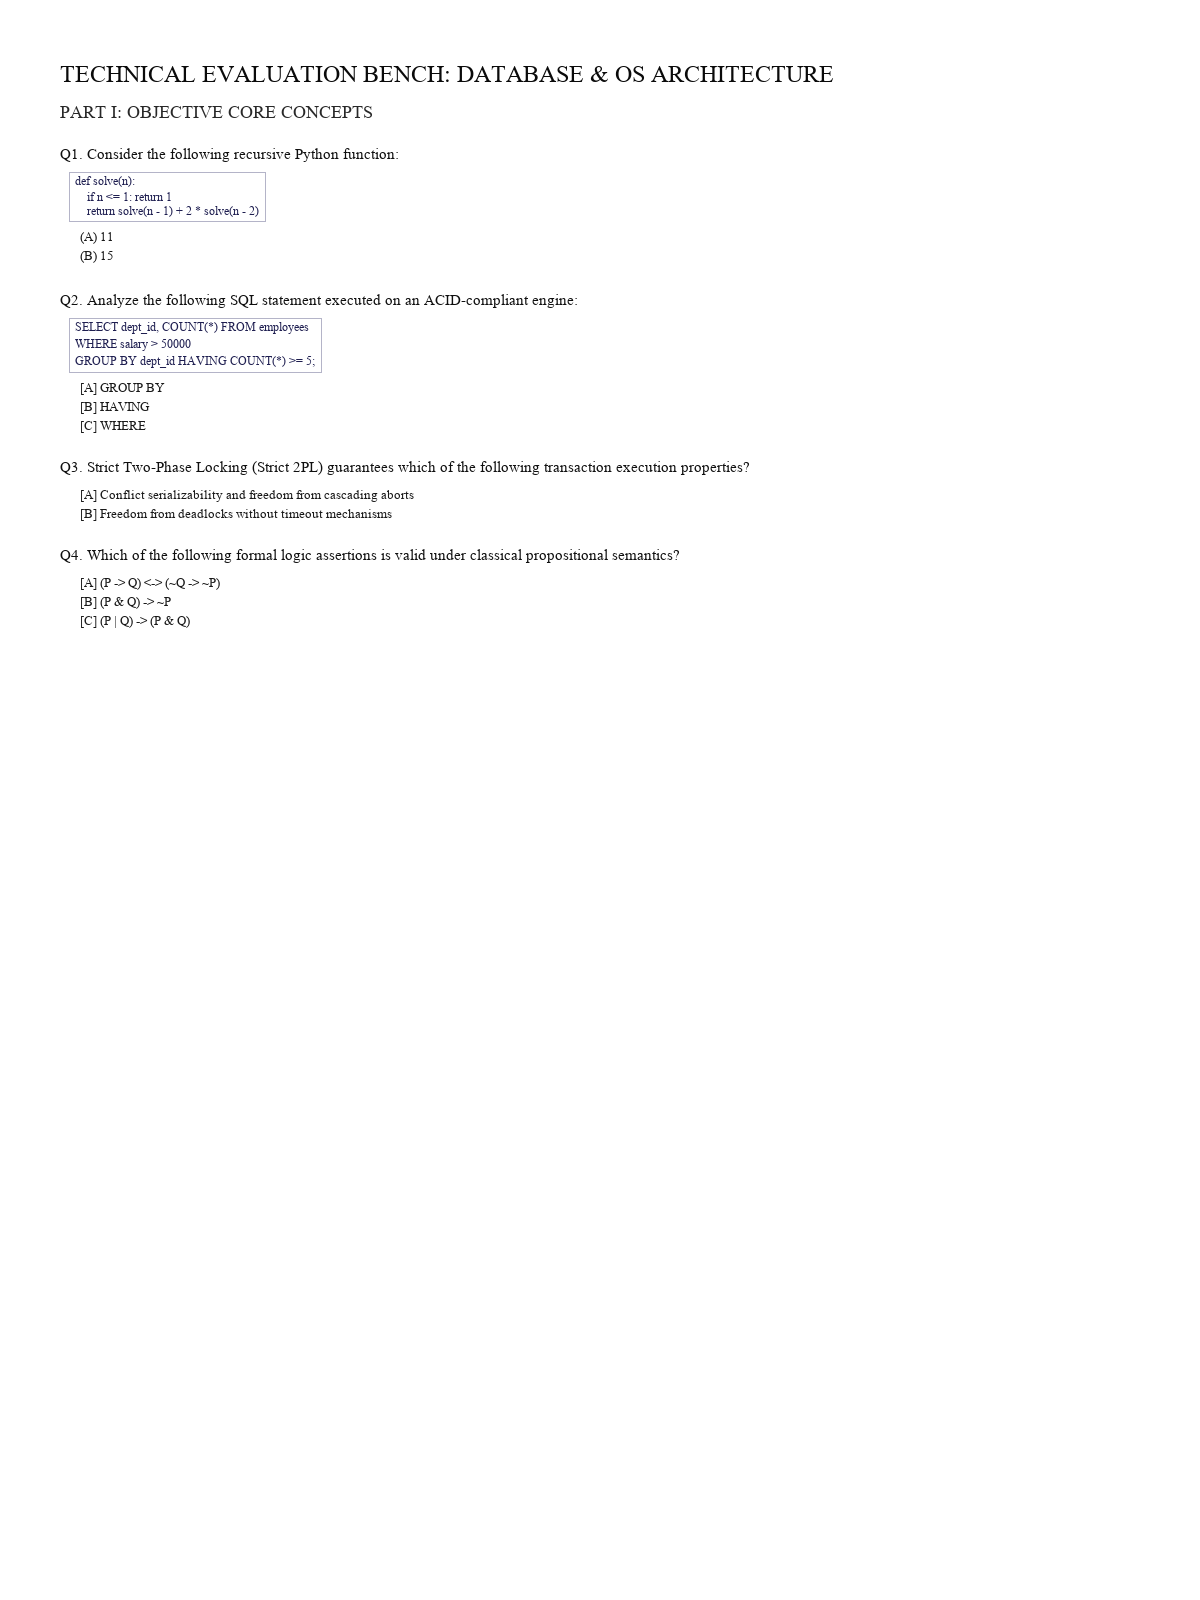 TECHNICAL EVALUATION BENCH: DATABASE & OS ARCHITECTURE
PART I: OBJECTIVE CORE CONCEPTS
Q1. Consider the following recursive Python function:
def solve(n):
    if n <= 1: return 1
    return solve(n - 1) + 2 * solve(n - 2)
(A) 11
(B) 15
Q2. Analyze the following SQL statement executed on an ACID-compliant engine:
SELECT dept_id, COUNT(*) FROM employees
WHERE salary > 50000
GROUP BY dept_id HAVING COUNT(*) >= 5;
[A] GROUP BY
[B] HAVING
[C] WHERE
Q3. Strict Two-Phase Locking (Strict 2PL) guarantees which of the following transaction execution properties?
[A] Conflict serializability and freedom from cascading aborts
[B] Freedom from deadlocks without timeout mechanisms
Q4. Which of the following formal logic assertions is valid under classical propositional semantics?
[A] (P -> Q) <-> (~Q -> ~P)
[B] (P & Q) -> ~P
[C] (P | Q) -> (P & Q)